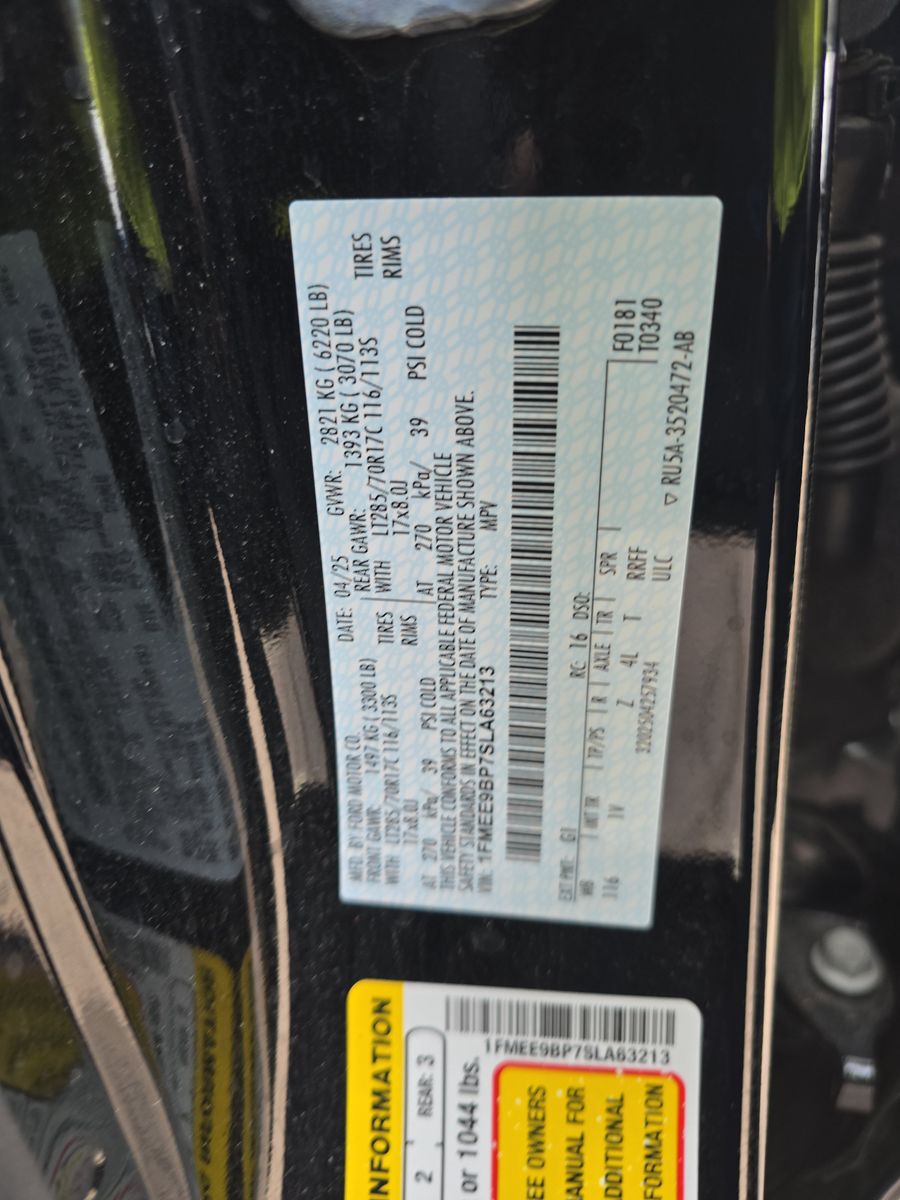 MFD. BY FORD MOTOR CO. DATE: 04/25 GVWR: 2821 KG ( 6220 LB)
FRONT GAWR: 1497 KG ( 3300 LB) REAR GAWR: 1393 KG ( 3070 LB)
WITH LT285/70R17C 116/113S TIRES WITH LT285/70R17C 116/113S TIRES
17x8.0J RIMS 17x8.0J RIMS
AT 270 kPa/ 39 PSI COLD AT 270 kPa/ 39 PSI COLD
THIS VEHICLE CONFORMS TO ALL APPLICABLE FEDERAL MOTOR VEHICLE
SAFETY STANDARDS IN EFFECT ON THE DATE OF MANUFACTURE SHOWN ABOVE.
VIN: 1FMEE9BP7SLA63213 TYPE: MPV
EXT PNT: G1 RC: 16 DSO:
WB INT TR TP/PS R AXLE TR SPR F0181
116 1V Z 4L T RRFF T0340
3202504257934 ULC
▽ RU5A-3520472-AB
INFORMATION
2 REAR: 3
or 1044 lbs.
1FMEE9BP7SLA63213
EE OWNERS
ANUAL FOR
DDITIONAL
FORMATION